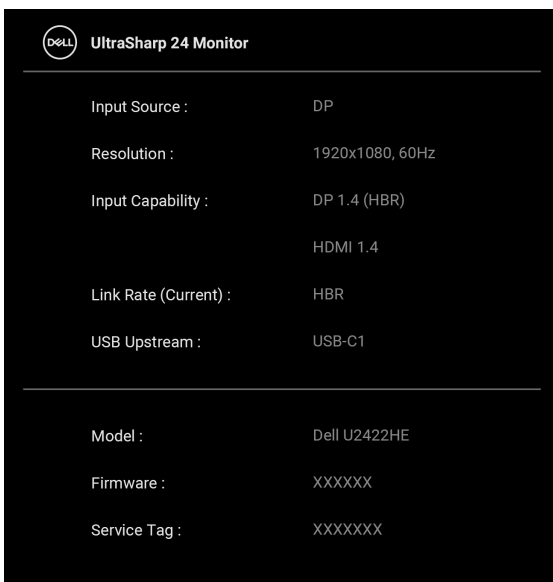 DELL UltraSharp 24 Monitor
Input Source : DP
Resolution : 1920x1080, 60Hz
Input Capability : DP 1.4 (HBR)
HDMI 1.4
Link Rate (Current) : HBR
USB Upstream : USB-C1
Model : Dell U2422HE
Firmware : XXXXXX
Service Tag : XXXXXXX